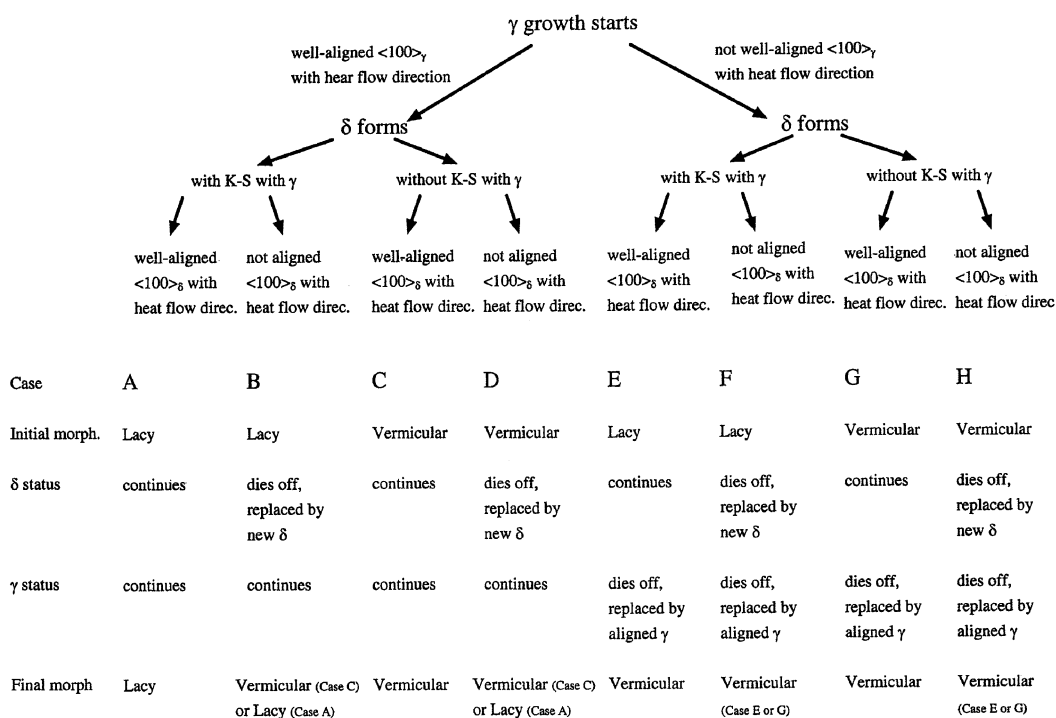 γ growth starts
well-aligned <100>γ
with hear flow direction
not well-aligned <100>γ
with heat flow direction
δ forms
δ forms
with K-S with γ
without K-S with γ
with K-S with γ
without K-S with γ
well-aligned
<100>δ with
heat flow direc.
not aligned
<100>δ with
heat flow direc.
well-aligned
<100>δ with
heat flow direc.
not aligned
<100>δ with
heat flow direc.
well-aligned
<100>δ with
heat flow direc.
not aligned
<100>δ with
heat flow direc.
well-aligned
<100>δ with
heat flow direc.
not aligned
<100>δ with
heat flow direc
Case A B C D E F G H
Initial morph. Lacy Lacy Vermicular Vermicular Lacy Lacy Vermicular Vermicular
δ status continues dies off, continues dies off, continues dies off, continues dies off,
replaced by replaced by replaced by replaced by
new δ new δ new δ new δ
γ status continues continues continues continues dies off, dies off, dies off, dies off,
replaced by replaced by replaced by replaced by
aligned γ aligned γ aligned γ aligned γ
Final morph Lacy Vermicular (Case C) Vermicular Vermicular (Case C) Vermicular Vermicular Vermicular Vermicular
or Lacy (Case A) or Lacy (Case A) (Case E or G) (Case E or G)